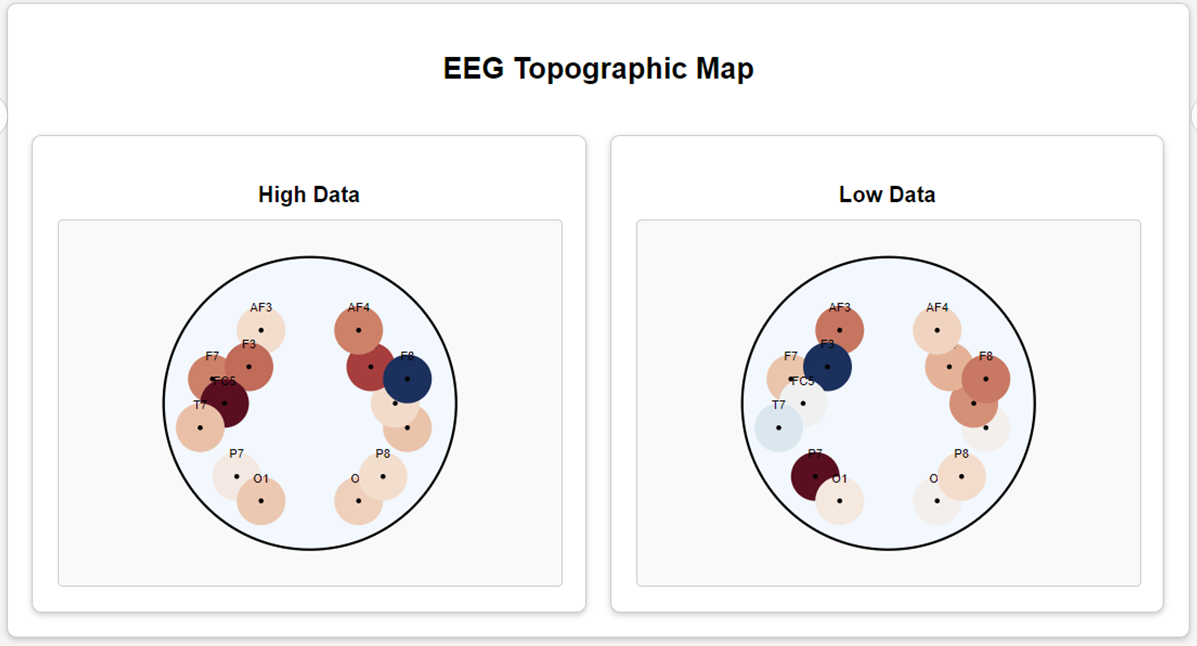 EEG Topographic Map
High Data
AF3
AF4
F3
F7
F8
FC5
T7
P7
P8
O1
O
Low Data
AF3
AF4
F3
F7
F8
FC5
T7
P7
P8
O1
O